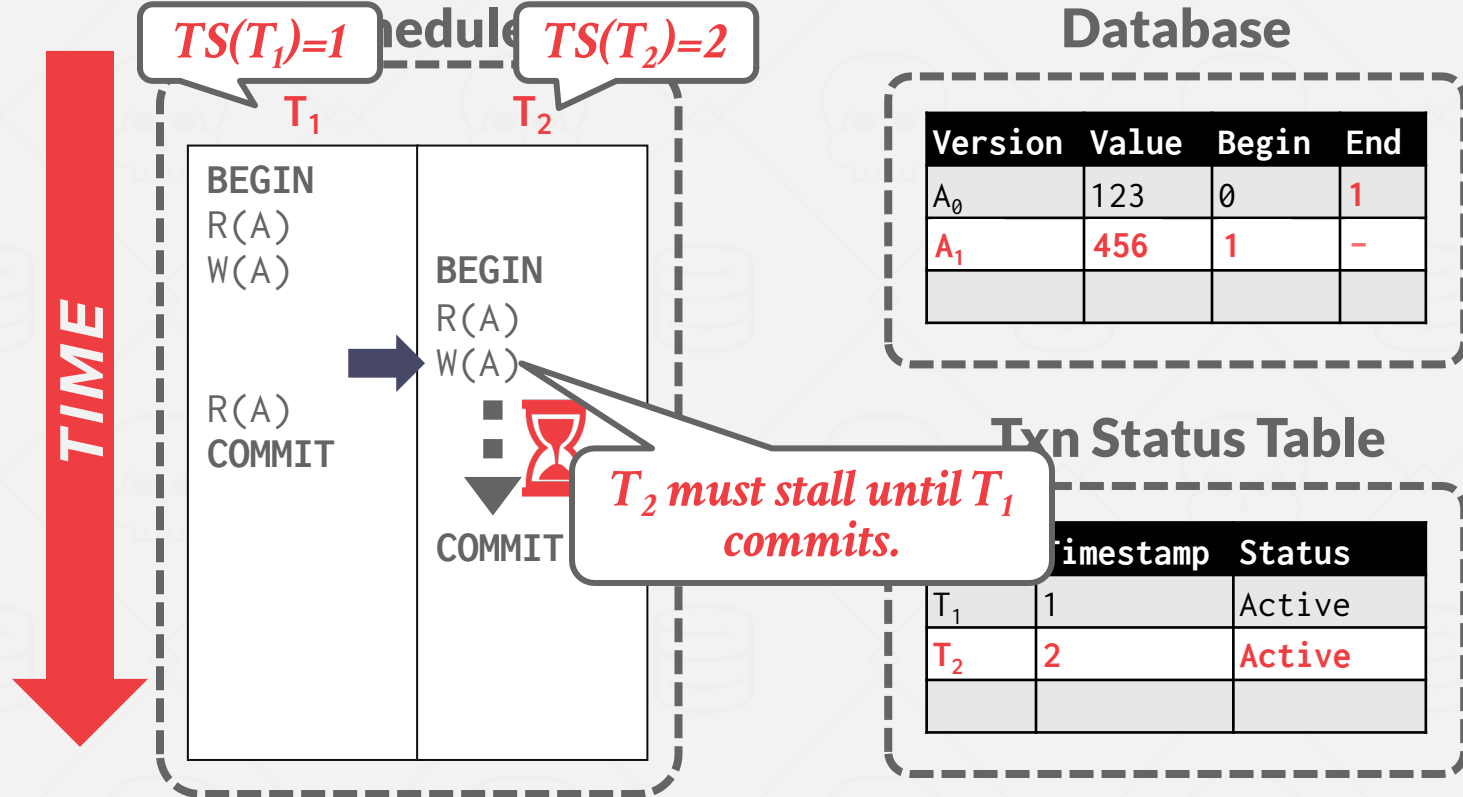 TS(T₁)=1
hedule
TS(T₂)=2
T₁
T₂
BEGIN
R(A)
W(A)
R(A)
COMMIT
BEGIN
R(A)
W(A)
COMMIT
TIME
T₂ must stall until T₁
commits.
Database
Version Value Begin End
A₀ 123 0 1
A₁ 456 1 -
Txn Status Table
imestamp Status
T₁ 1 Active
T₂ 2 Active